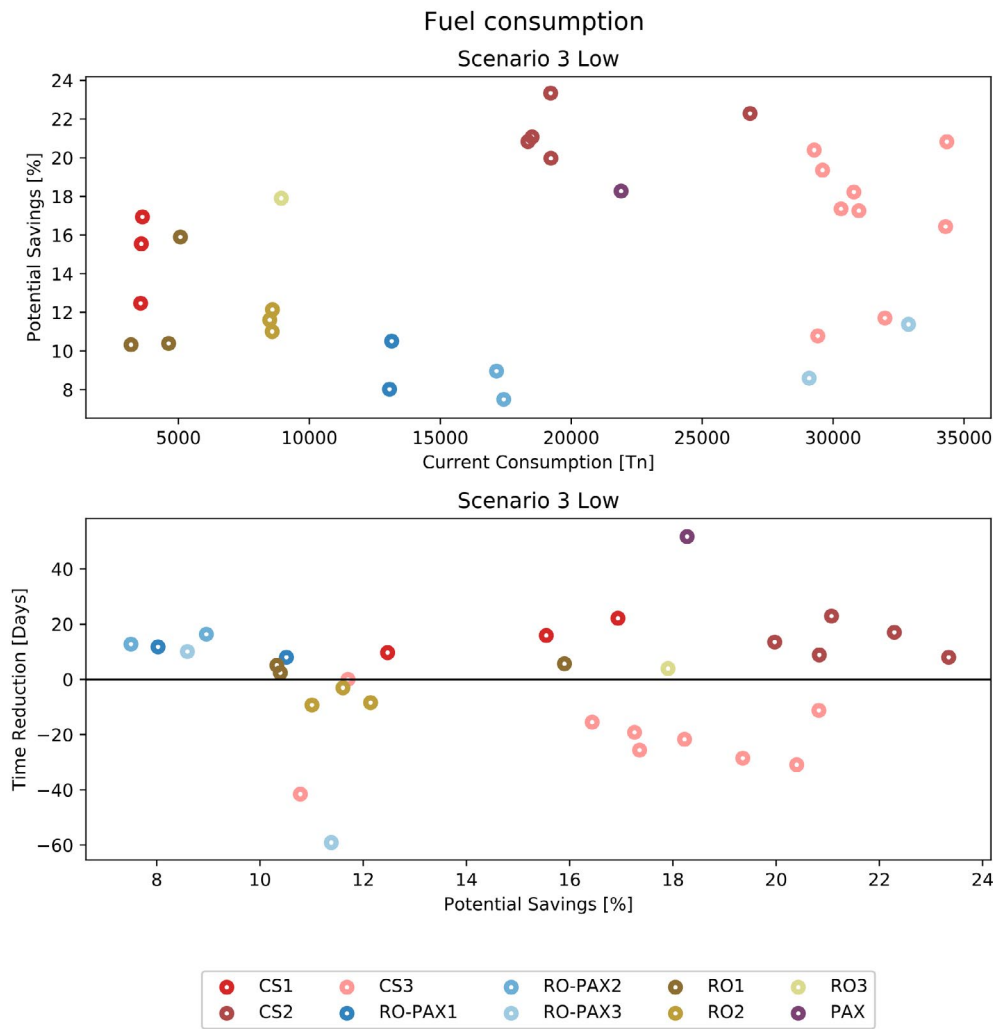 Fuel consumption
Scenario 3 Low
Potential Savings [%]
24
22
20
18
16
14
12
10
8
5000 10000 15000 20000 25000 30000 35000
Current Consumption [Tn]
Scenario 3 Low
Time Reduction [Days]
40
20
0
−20
−40
−60
8 10 12 14 16 18 20 22 24
Potential Savings [%]
CS1 CS3 RO-PAX2 RO1 RO3
CS2 RO-PAX1 RO-PAX3 RO2 PAX